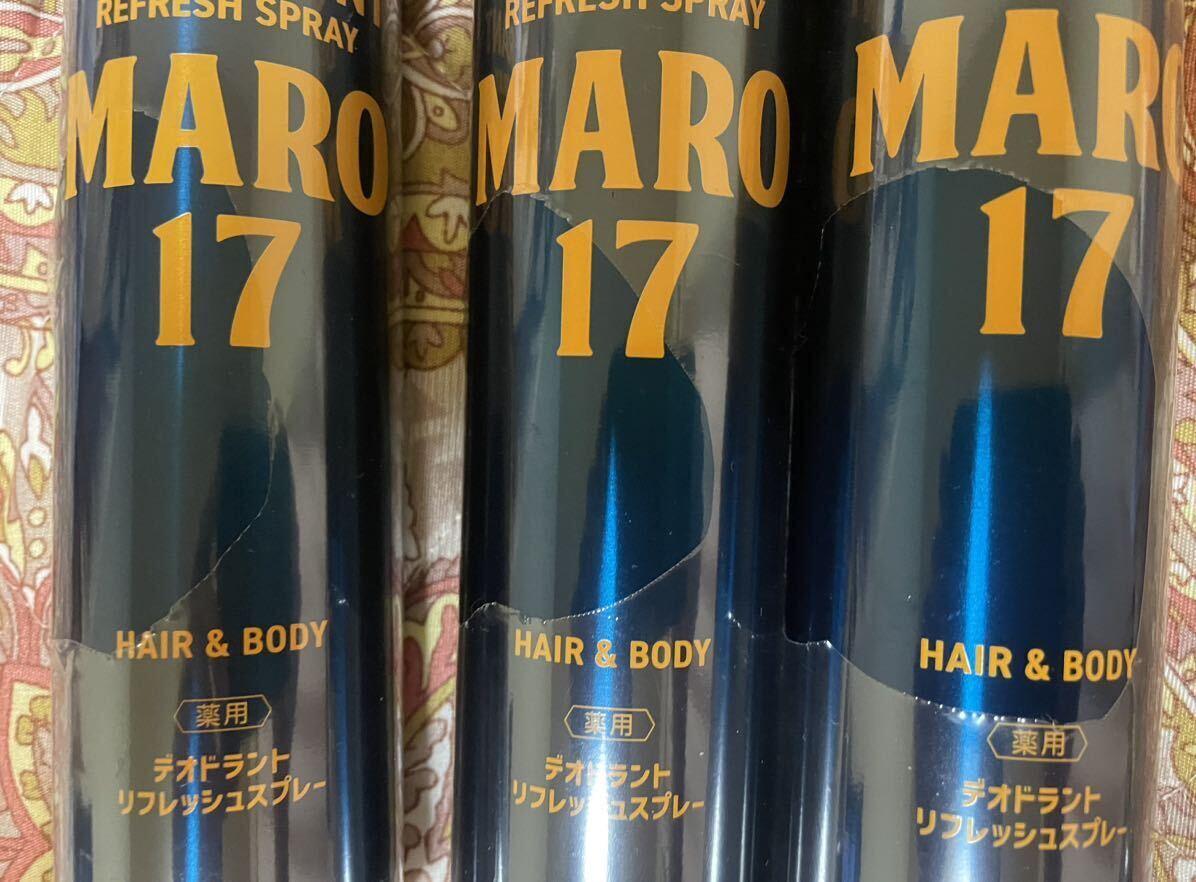 REFRESH SPRAY
MARO
17
HAIR & BODY
薬用
デオドラント
リフレッシュスプレー
REFRESH SPRAY
MARO
17
HAIR & BODY
薬用
デオドラント
リフレッシュスプレー
MARO
17
HAIR & BODY
薬用
デオドラント
リフレッシュスプレー